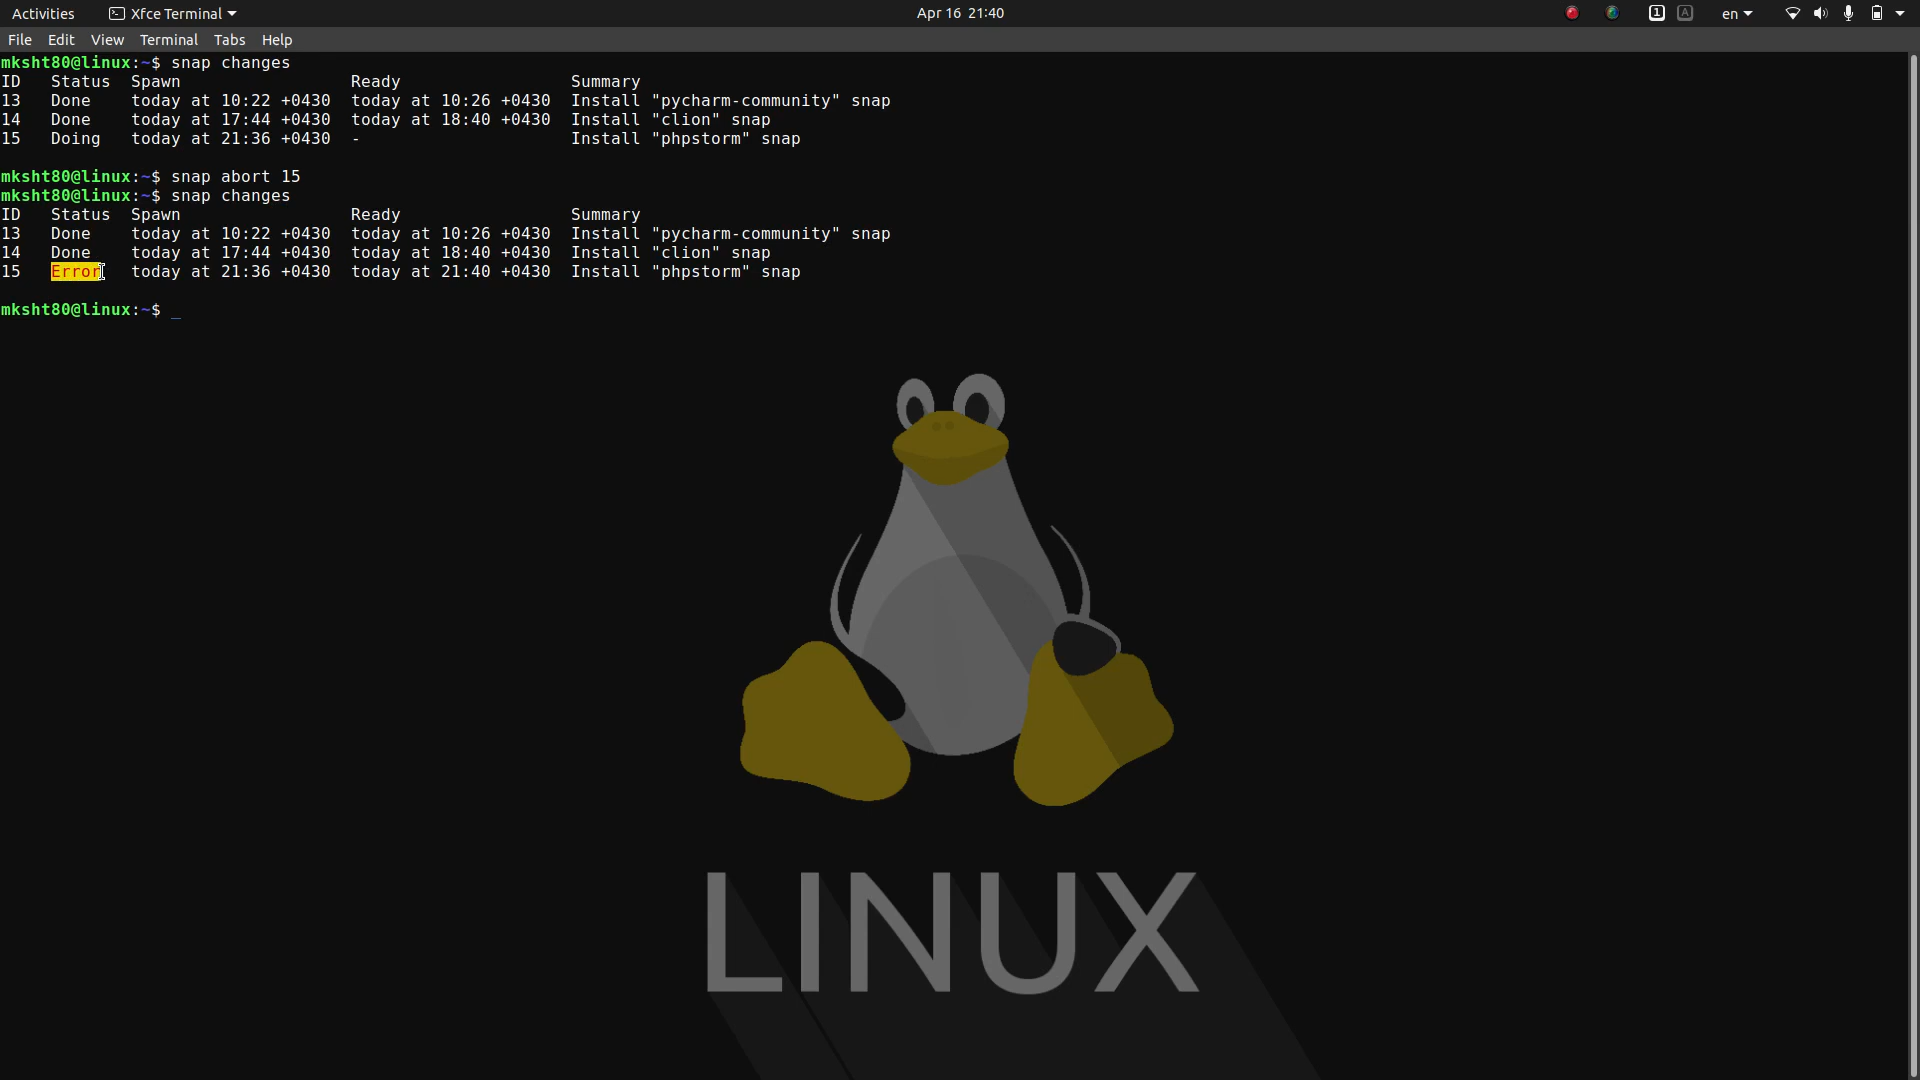 Activities Xfce Terminal Apr 16 21:40 1 A en
File Edit View Terminal Tabs Help
mksht80@linux:~$ snap changes
ID   Status  Spawn                 Ready                 Summary
13   Done    today at 10:22 +0430  today at 10:26 +0430  Install "pycharm-community" snap
14   Done    today at 17:44 +0430  today at 18:40 +0430  Install "clion" snap
15   Doing   today at 21:36 +0430  -                     Install "phpstorm" snap
mksht80@linux:~$ snap abort 15
mksht80@linux:~$ snap changes
ID   Status  Spawn                 Ready                 Summary
13   Done    today at 10:22 +0430  today at 10:26 +0430  Install "pycharm-community" snap
14   Done    today at 17:44 +0430  today at 18:40 +0430  Install "clion" snap
15   Error   today at 21:36 +0430  today at 21:40 +0430  Install "phpstorm" snap
mksht80@linux:~$ _
LINUX